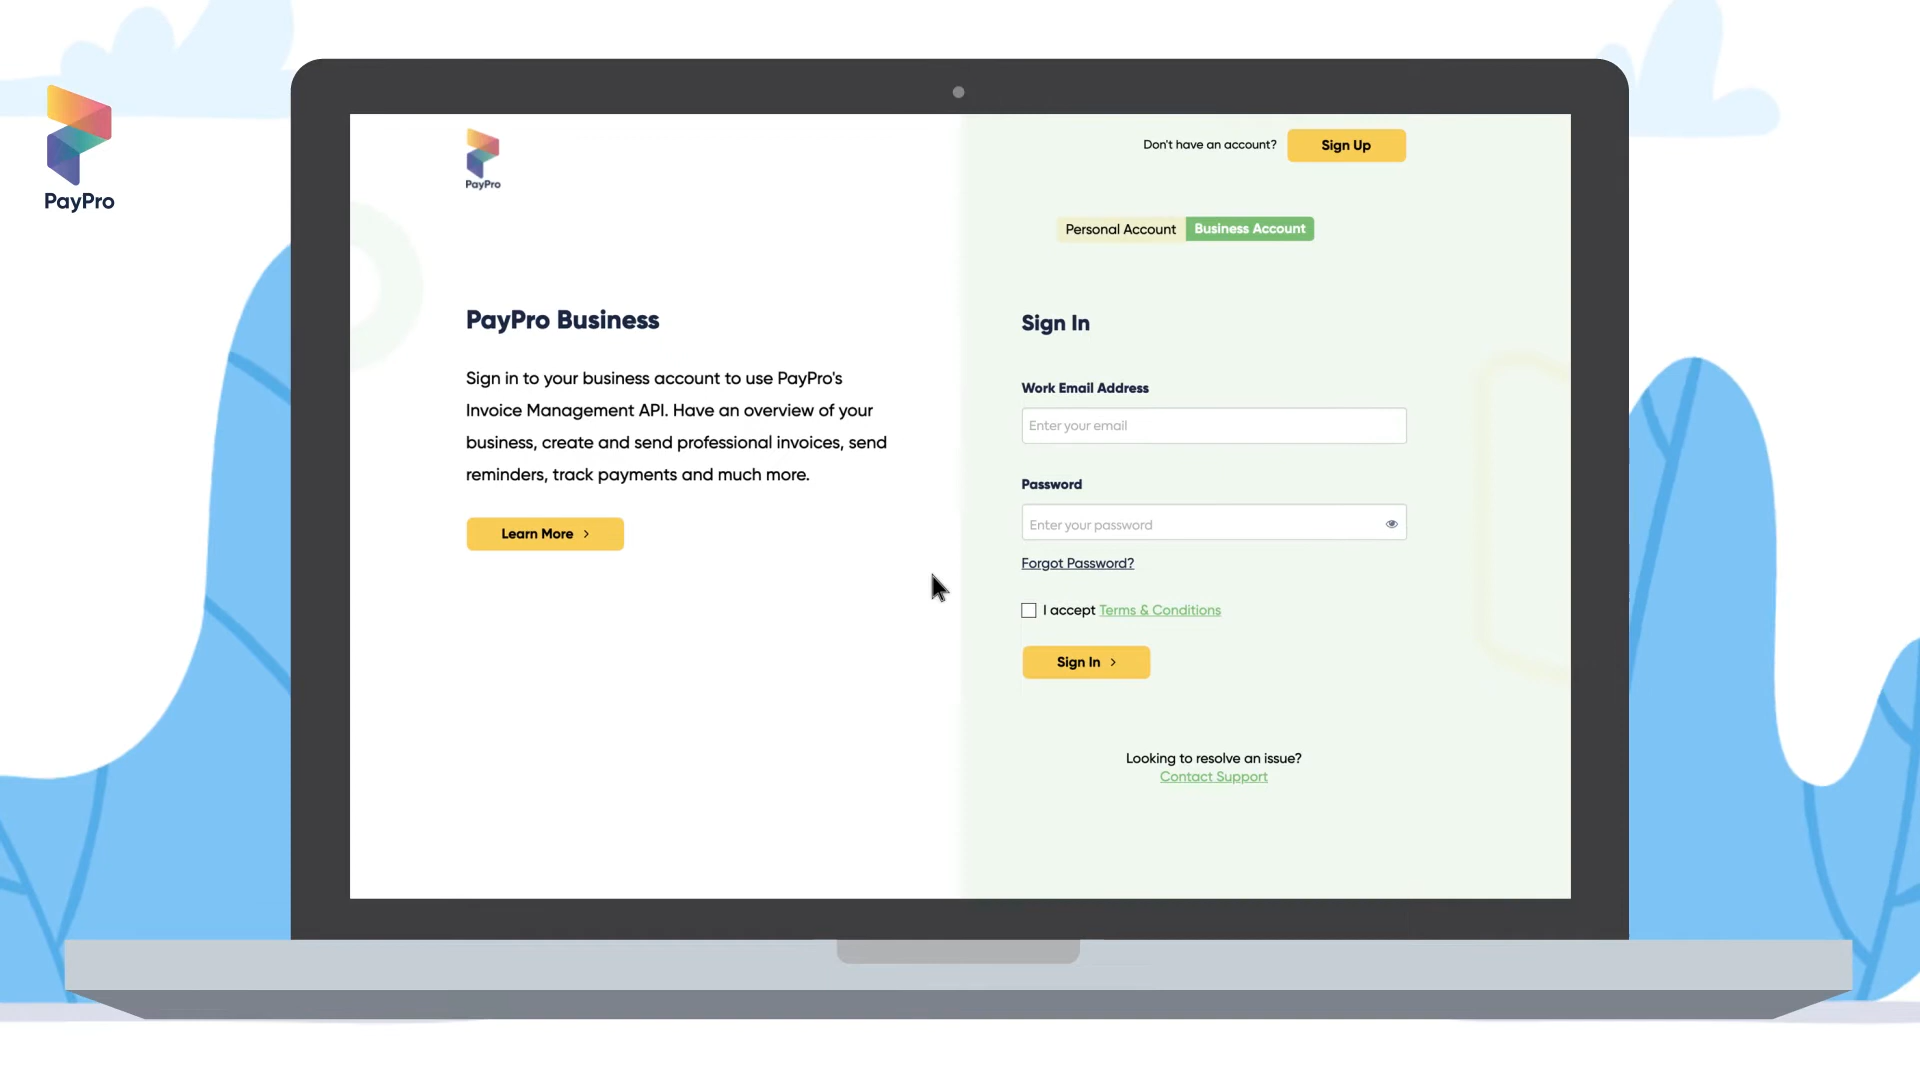 PayPro
PayPro
Don't have an account?
Sign Up
Personal Account
Business Account
PayPro Business
Sign in to your business account to use PayPro's
Invoice Management API. Have an overview of your
business, create and send professional invoices, send
reminders, track payments and much more.
Learn More >
Sign In
Work Email Address
Enter your email
Password
Enter your password
Forgot Password?
I accept Terms & Conditions
Sign In >
Looking to resolve an issue?
Contact Support